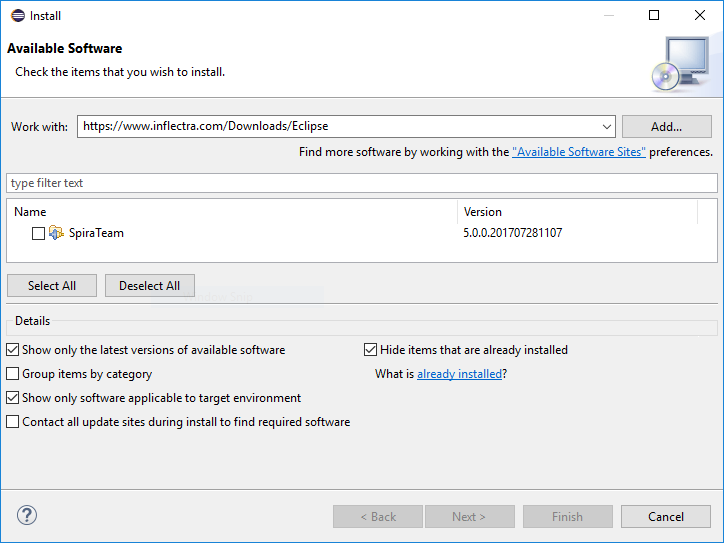 Install
Available Software
Check the items that you wish to install.
Work with: https://www.inflectra.com/Downloads/Eclipse Add...
Find more software by working with the "Available Software Sites" preferences.
type filter text
Name Version
SpiraTeam 5.0.0.201707281107
Select All Deselect All
Details
Show only the latest versions of available software Hide items that are already installed
Group items by category What is already installed?
Show only software applicable to target environment
Contact all update sites during install to find required software
? < Back Next > Finish Cancel